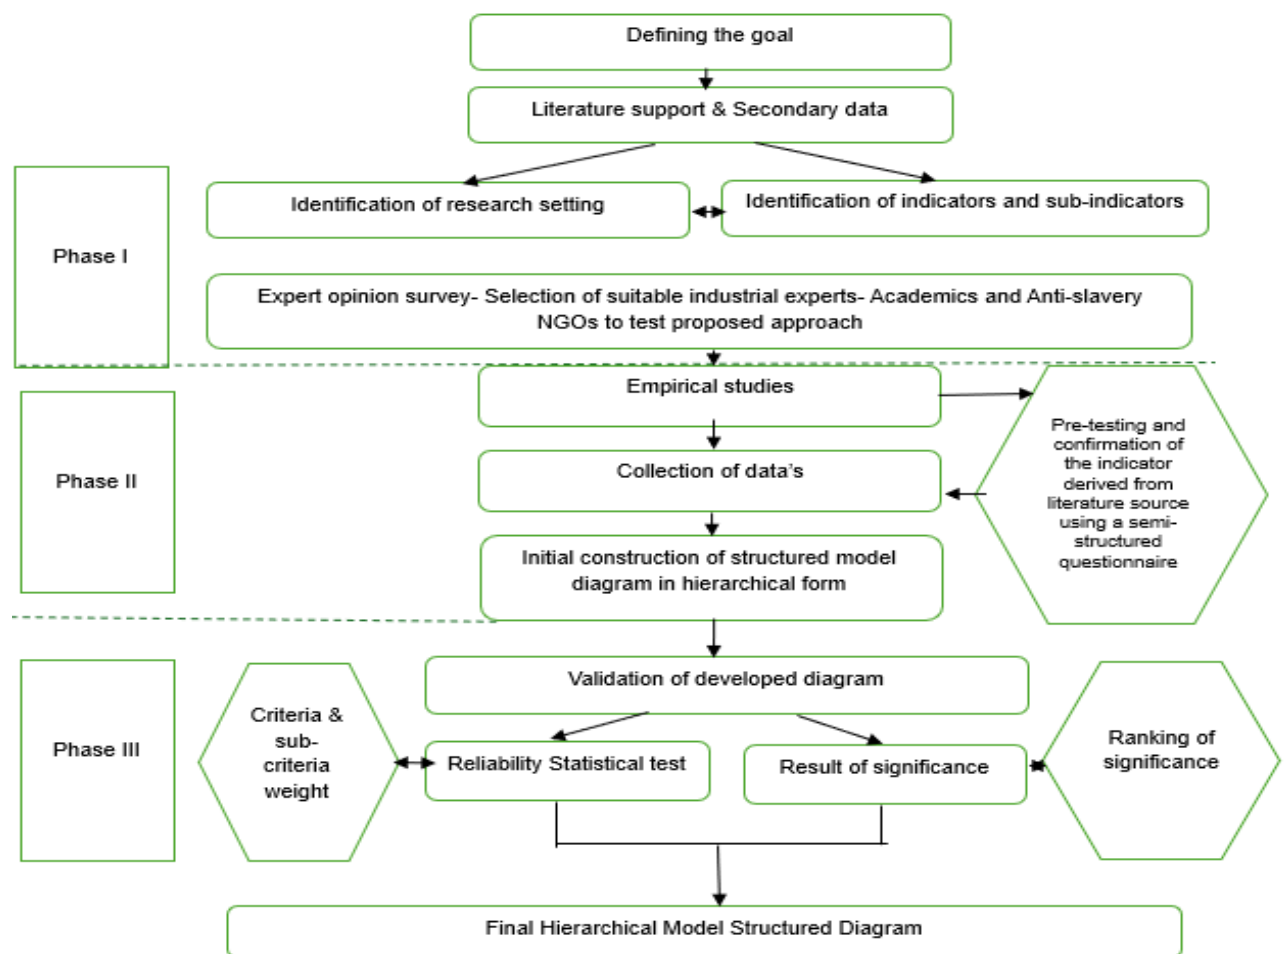 Defining the goal
Literature support & Secondary data
Identification of research setting
Identification of indicators and sub-indicators
Phase I
Expert opinion survey- Selection of suitable industrial experts- Academics and Anti-slavery
NGOs to test proposed approach
Empirical studies
Pre-testing and
confirmation of
the indicator
derived from
literature source
using a semi-
structured
questionnaire
Phase II
Collection of data's
Initial construction of structured model
diagram in hierarchical form
Validation of developed diagram
Phase III
Criteria &
sub-
criteria
weight
Reliability Statistical test
Result of significance
Ranking of
significance
Final Hierarchical Model Structured Diagram